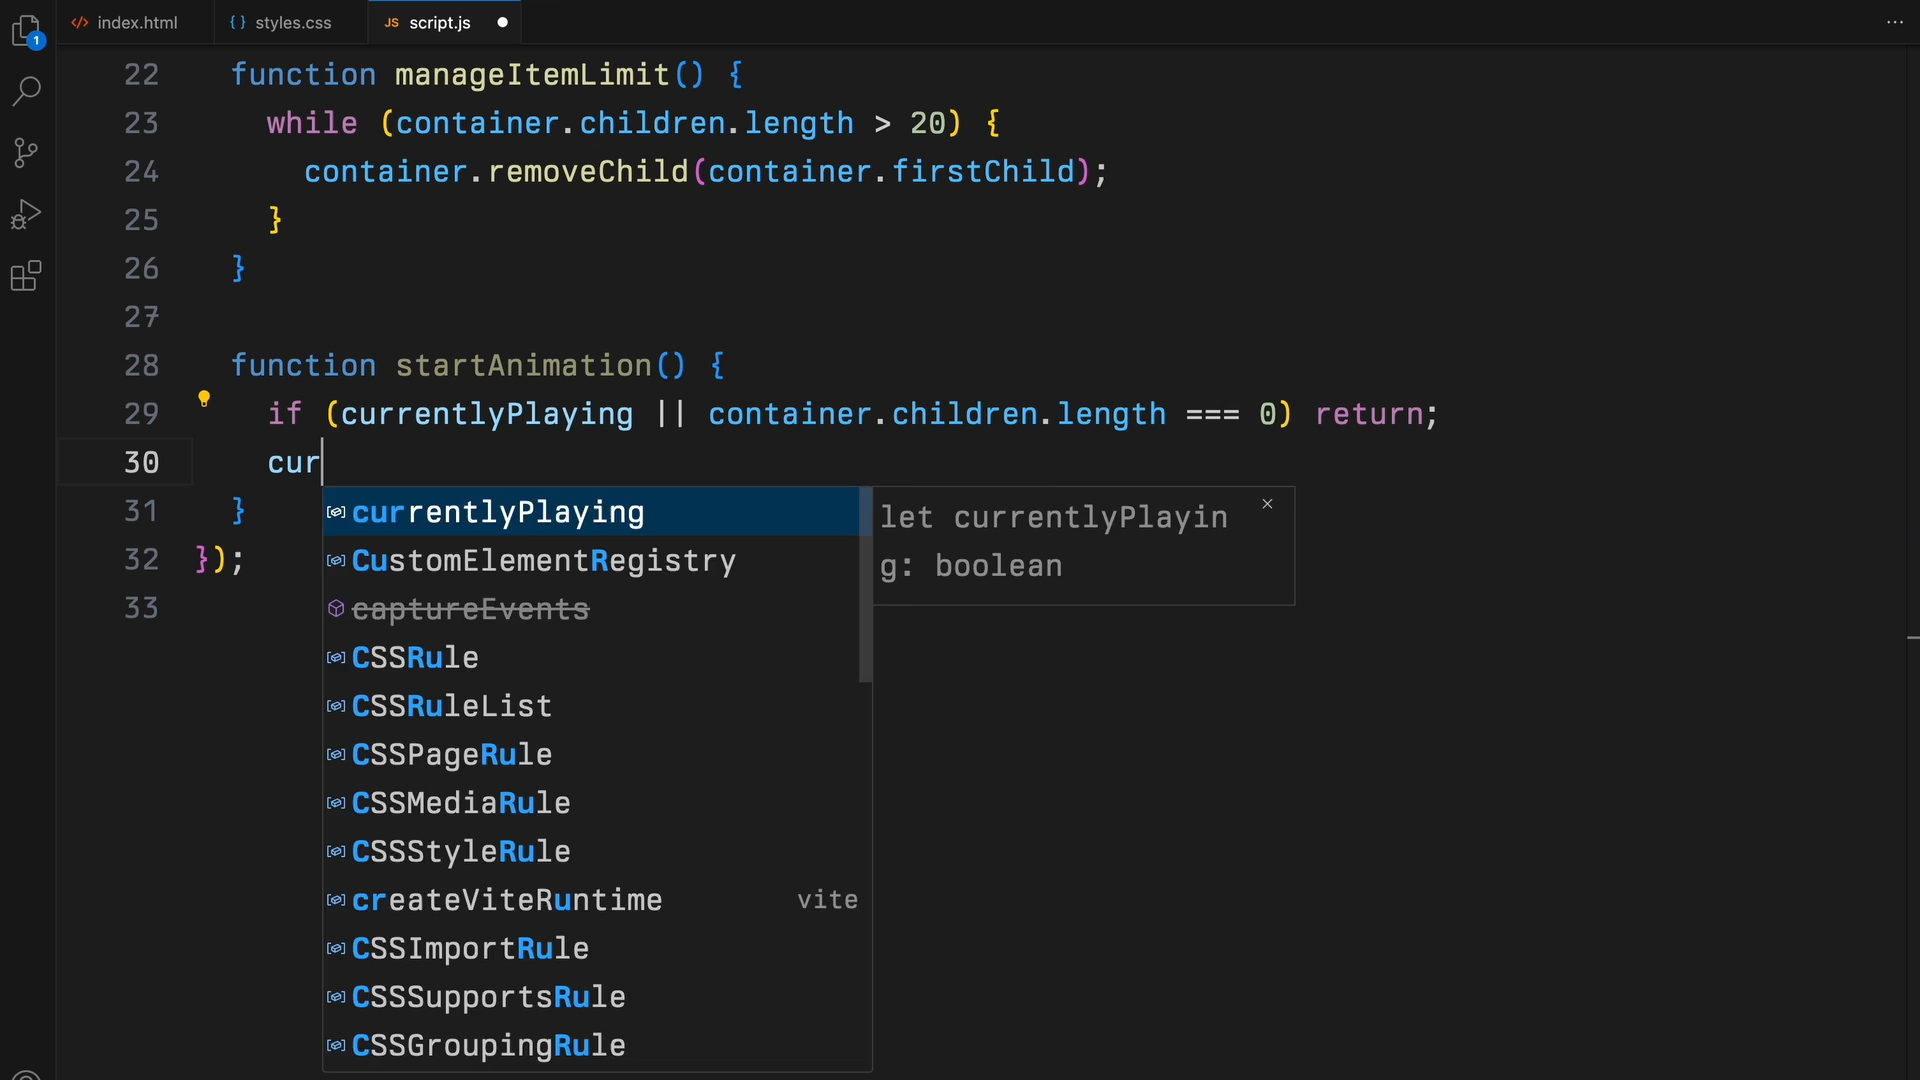 index.html
{ } styles.css
JS script.js
...
1
22 function manageItemLimit() {
23 while (container.children.length > 20) {
24 container.removeChild(container.firstChild);
25 }
26 }
27
28 function startAnimation() {
29 if (currentlyPlaying || container.children.length === 0) return;
30 cur
31 }
32 });
33
currentlyPlaying
CustomElementRegistry
captureEvents
CSSRule
CSSRuleList
CSSPageRule
CSSMediaRule
CSSStyleRule
createViteRuntime vite
CSSImportRule
CSSSupportsRule
CSSGroupingRule
let currentlyPlayin
g: boolean